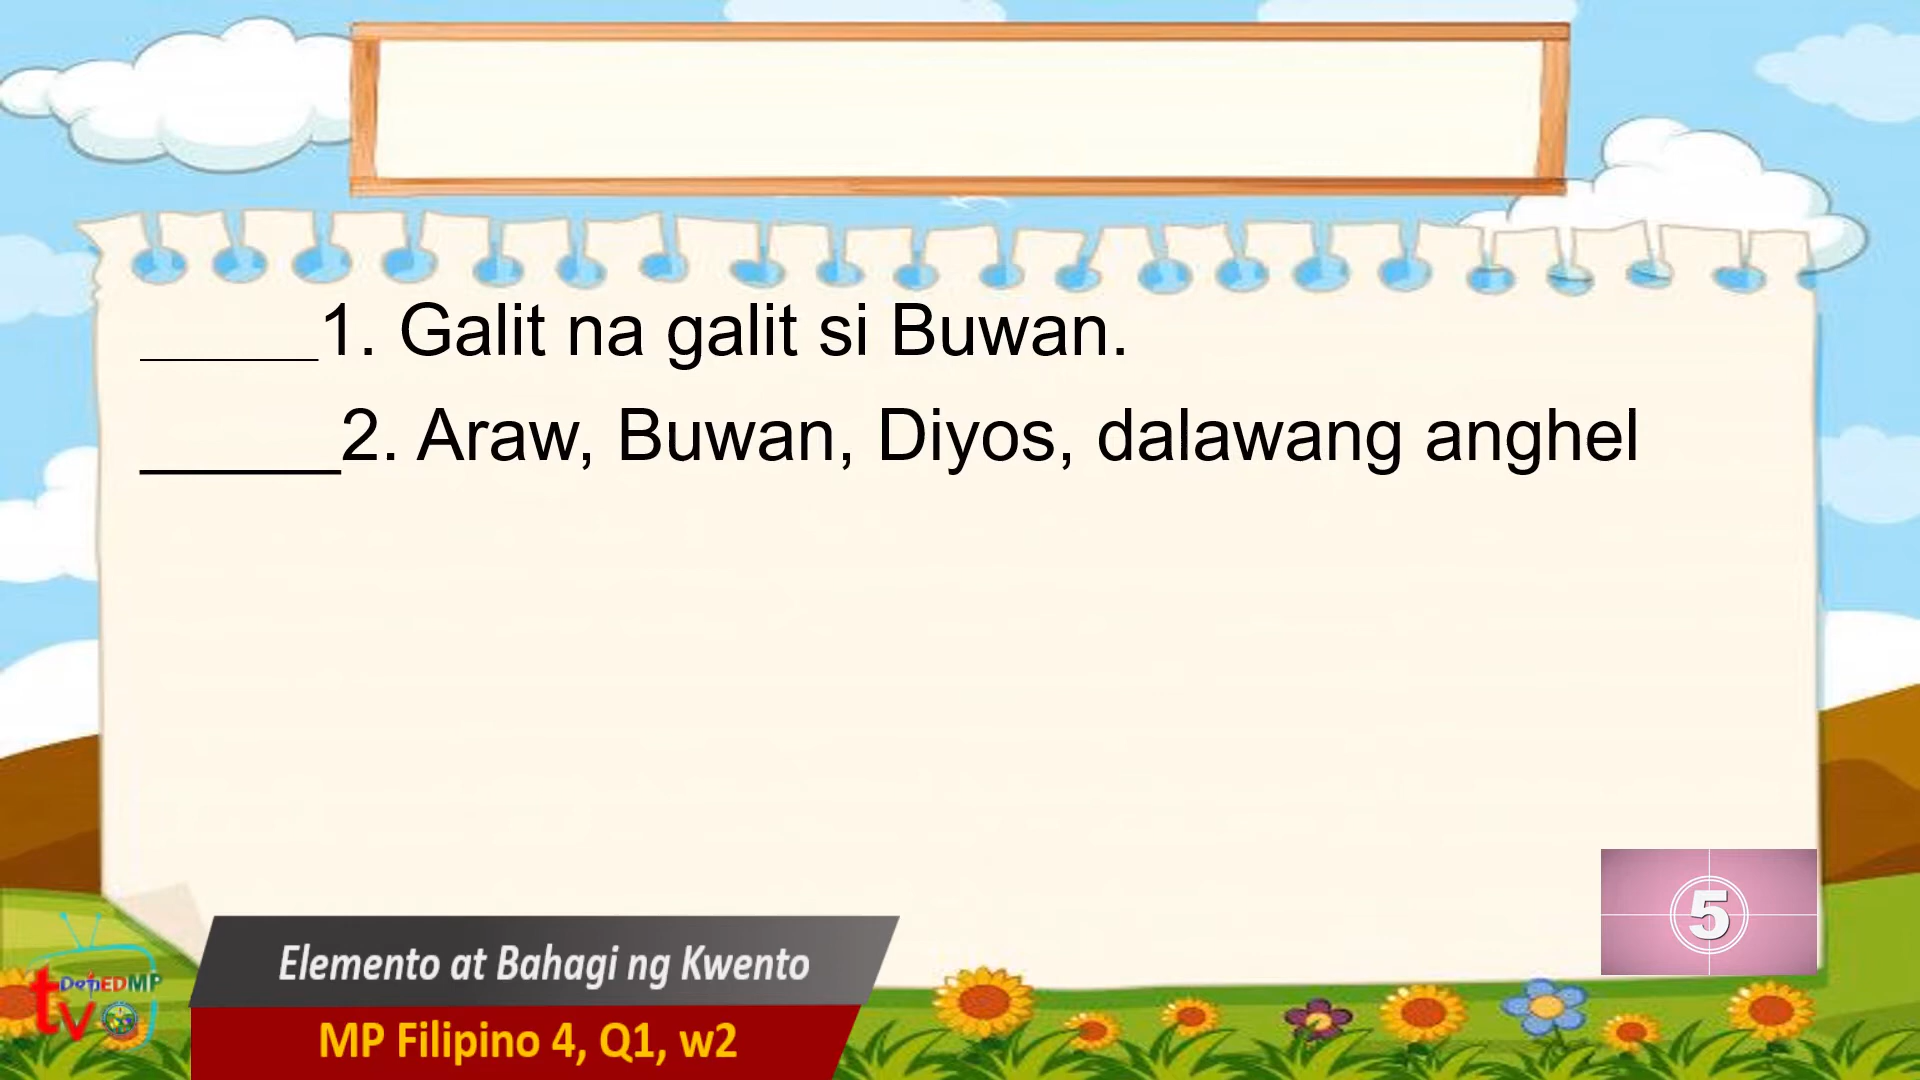 _____1. Galit na galit si Buwan.
_____2. Araw, Buwan, Diyos, dalawang anghel
5
Elemento at Bahagi ng Kwento
MP Filipino 4, Q1, w2
DepEDMP
tv